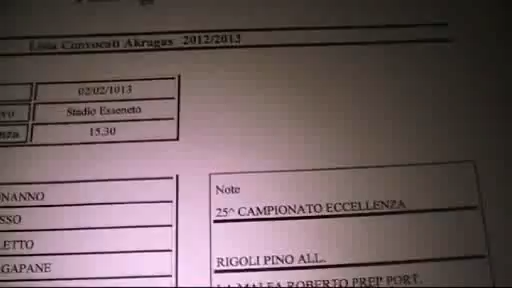 Lista Convocati Akragas 2012/2013
02/02/1013
Stadio Esseneto
15.30
Note
25^ CAMPIONATO ECCELLENZA
RIGOLI PINO ALL.
LA MALFA ROBERTO PREP PORT.
UNANNO
SSO
LETTO
GAPANE